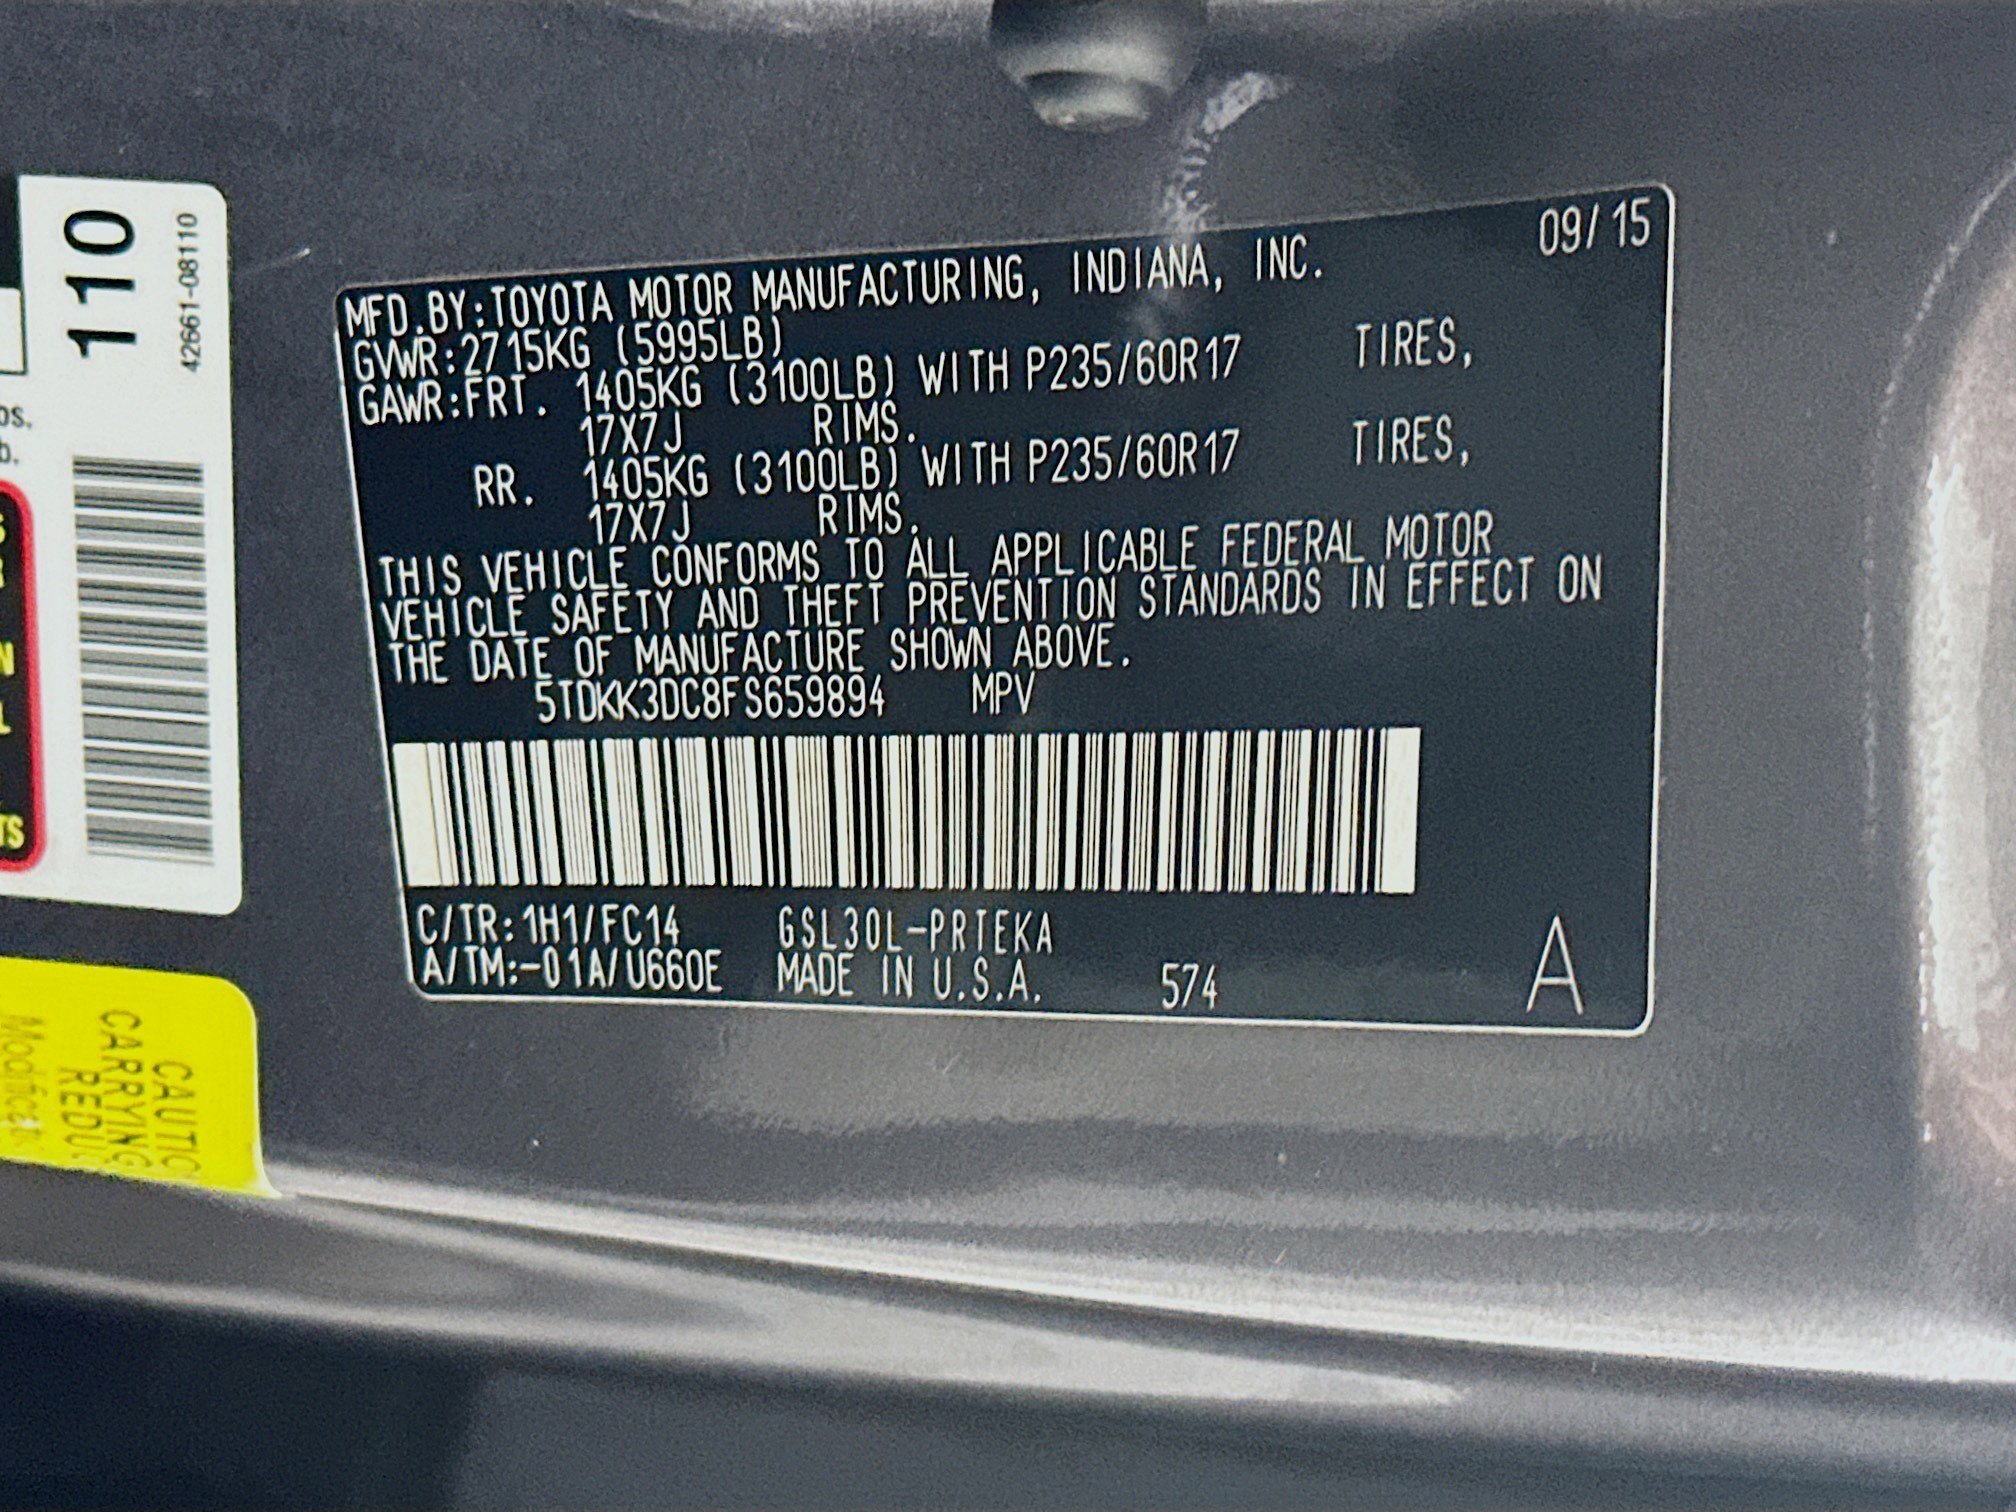 MFD.BY:TOYOTA MOTOR MANUFACTURING, INDIANA, INC. 09/15
GVWR:2715KG (5995LB)
GAWR:FRT. 1405KG (3100LB) WITH P235/60R17 TIRES,
17X7J RIMS.
RR. 1405KG (3100LB) WITH P235/60R17 TIRES,
17X7J RIMS.
THIS VEHICLE CONFORMS TO ALL APPLICABLE FEDERAL MOTOR
VEHICLE SAFETY AND THEFT PREVENTION STANDARDS IN EFFECT ON
THE DATE OF MANUFACTURE SHOWN ABOVE.
5TDKK3DC8FS659894 MPV
C/TR:1H1/FC14 GSL30L-PRTEKA
A/TM:-01A/U660E MADE IN U.S.A. 574 A
110
42661-08110
CAUTIO
CARRYING
REDU